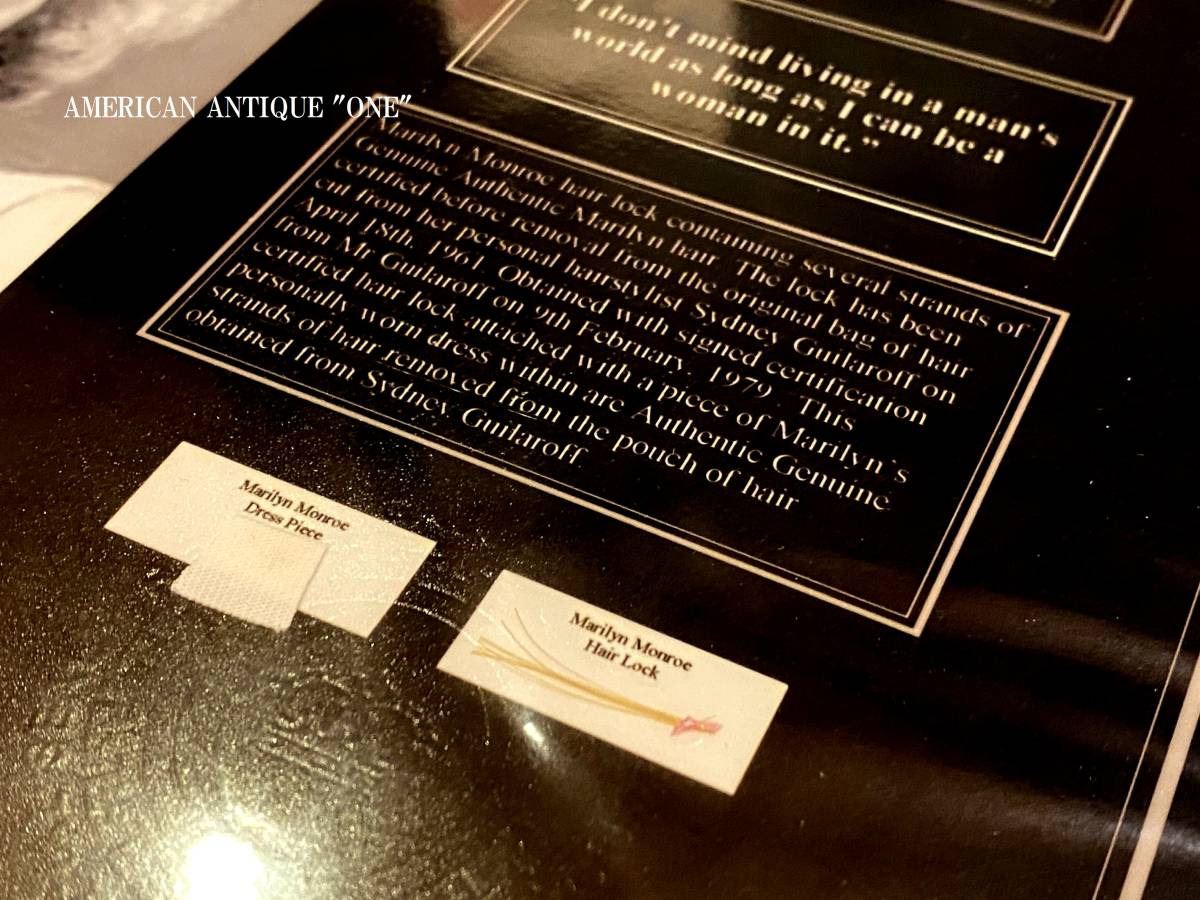 AMERICAN ANTIQUE "ONE"
"I don't mind living in a man's
world as long as I can be a
woman in it."
Marilyn Monroe hair lock containing several strands of
Genuine Authentic Marilyn hair. The lock has been
certified before removal from the original bag of hair
cut from her personal hairstylist Sydney Guilaroff on
April 18th, 1961. Obtained with signed certification
from Mr Guilaroff on 9th February, 1979. This
certified hair lock attached with a piece of Marilyn's
personally worn dress within are Authentic Genuine
strands of hair removed from the pouch of hair
obtained from Sydney Guilaroff.
Marilyn Monroe
Dress Piece
Marilyn Monroe
Hair Lock